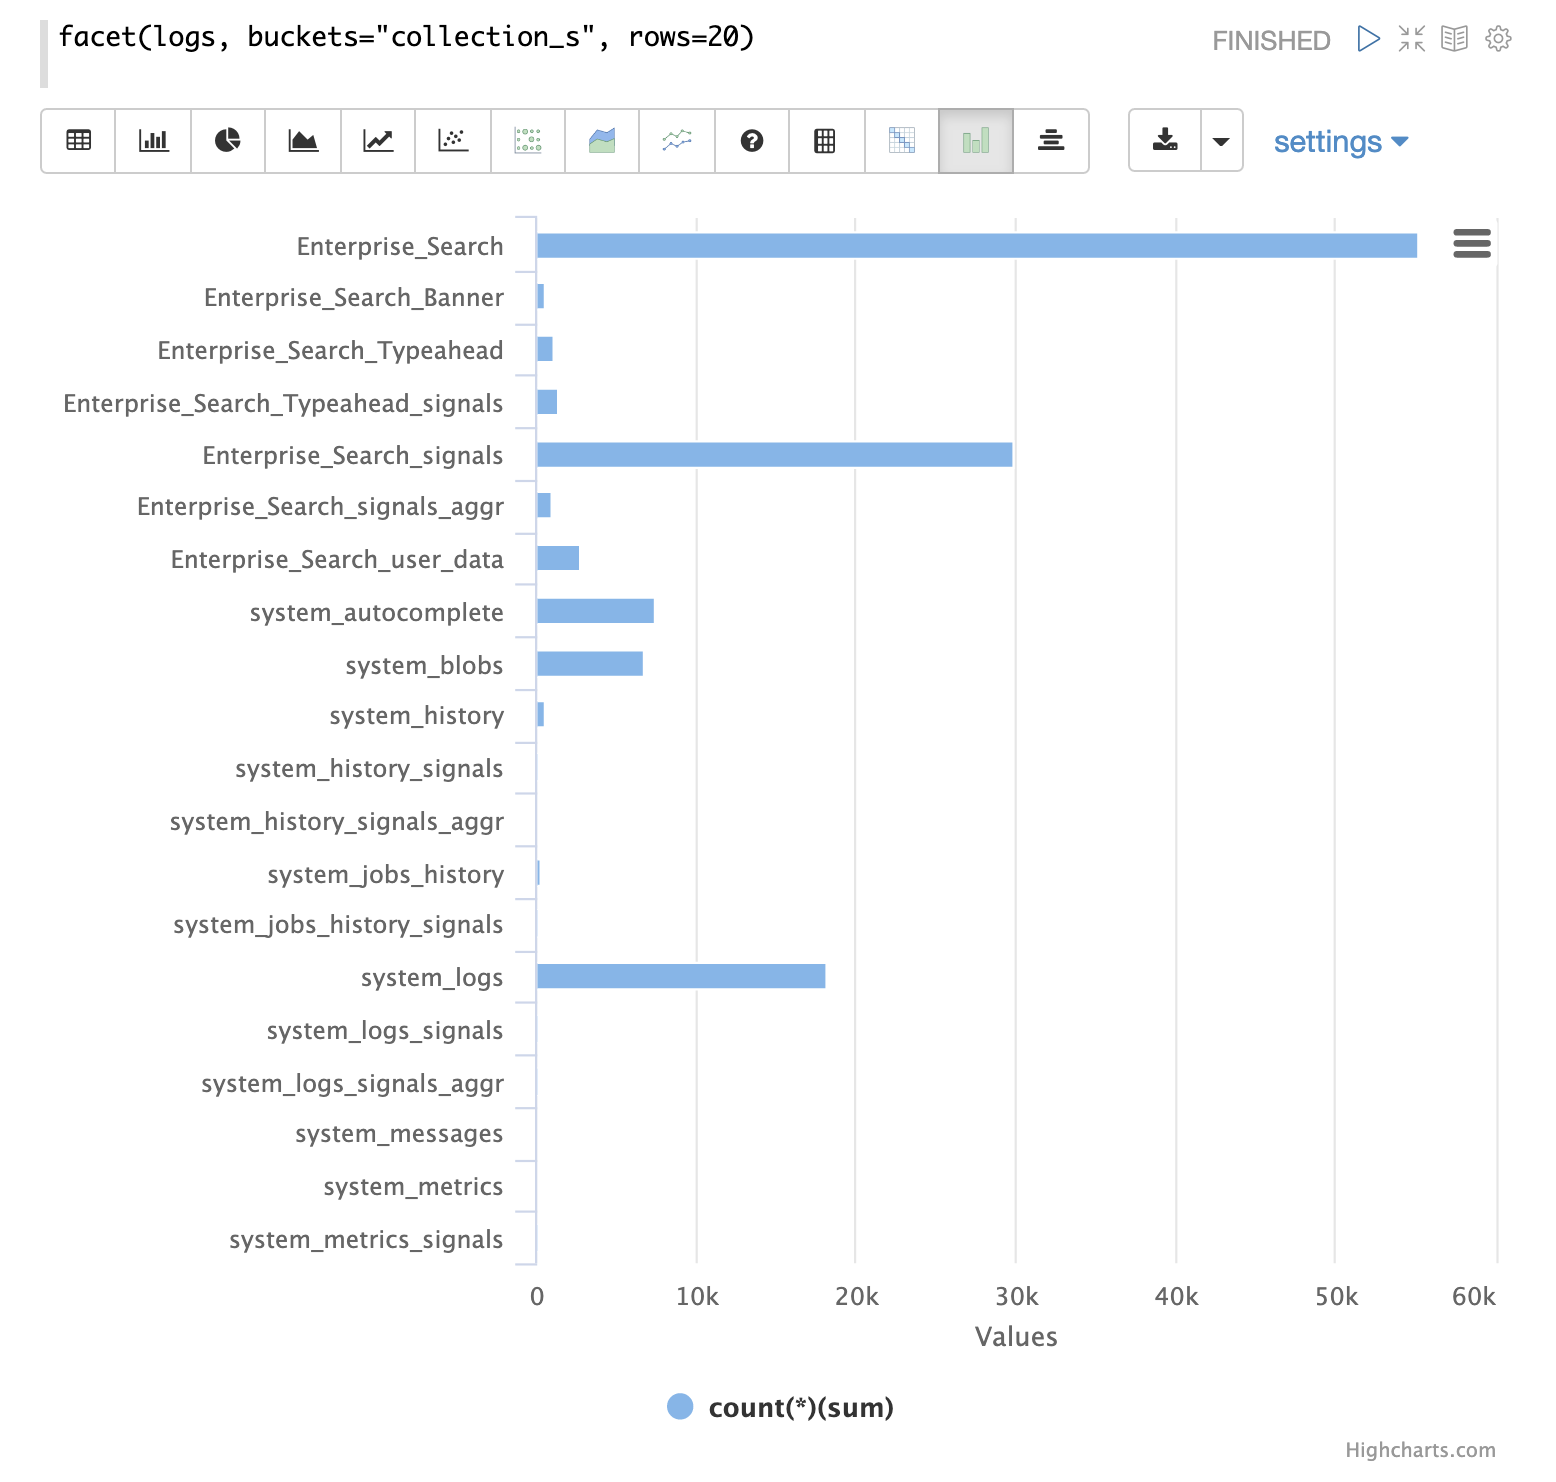 facet(logs, buckets="collection_s", rows=20)
FINISHED
settings
Enterprise_Search
Enterprise_Search_Banner
Enterprise_Search_Typeahead
Enterprise_Search_Typeahead_signals
Enterprise_Search_signals
Enterprise_Search_signals_aggr
Enterprise_Search_user_data
system_autocomplete
system_blobs
system_history
system_history_signals
system_history_signals_aggr
system_jobs_history
system_jobs_history_signals
system_logs
system_logs_signals
system_logs_signals_aggr
system_messages
system_metrics
system_metrics_signals
0 10k 20k 30k 40k 50k 60k
Values
count(*)(sum)
Highcharts.com